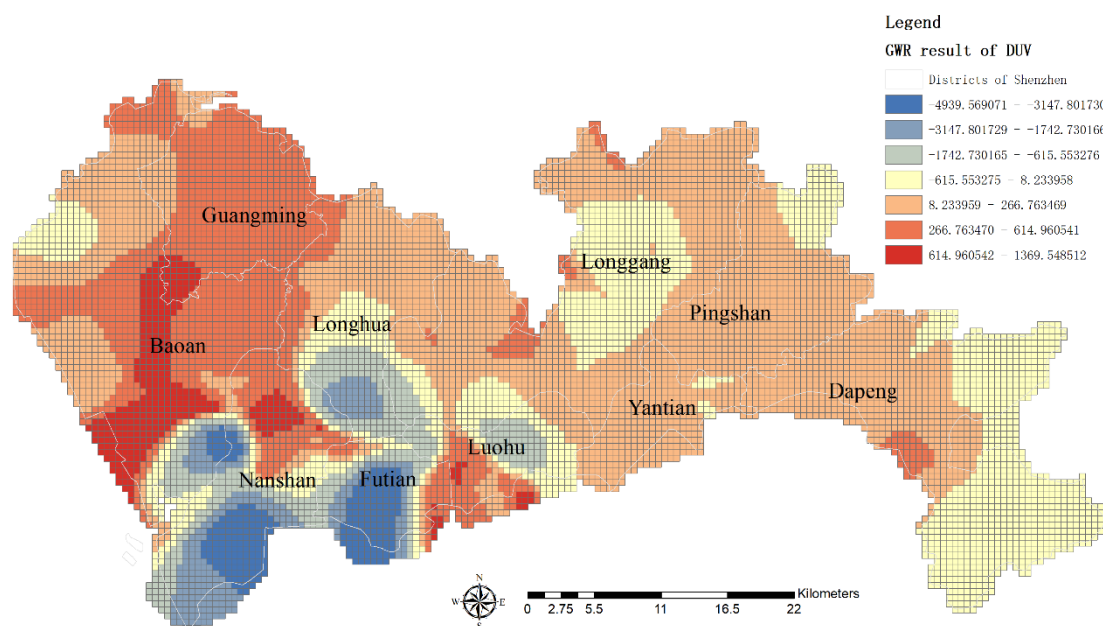 Legend
GWR result of DUV
Districts of Shenzhen
-4939.569071 - -3147.801730
-3147.801729 - -1742.730166
-1742.730165 - -615.553276
-615.553275 - 8.233958
8.233959 - 266.763469
266.763470 - 614.960541
614.960542 - 1369.548512
Guangming
Longgang
Pingshan
Longhua
Baoan
Dapeng
Yantian
Luohu
Nanshan
Futian
N
W E
S
Kilometers
0 2.75 5.5 11 16.5 22